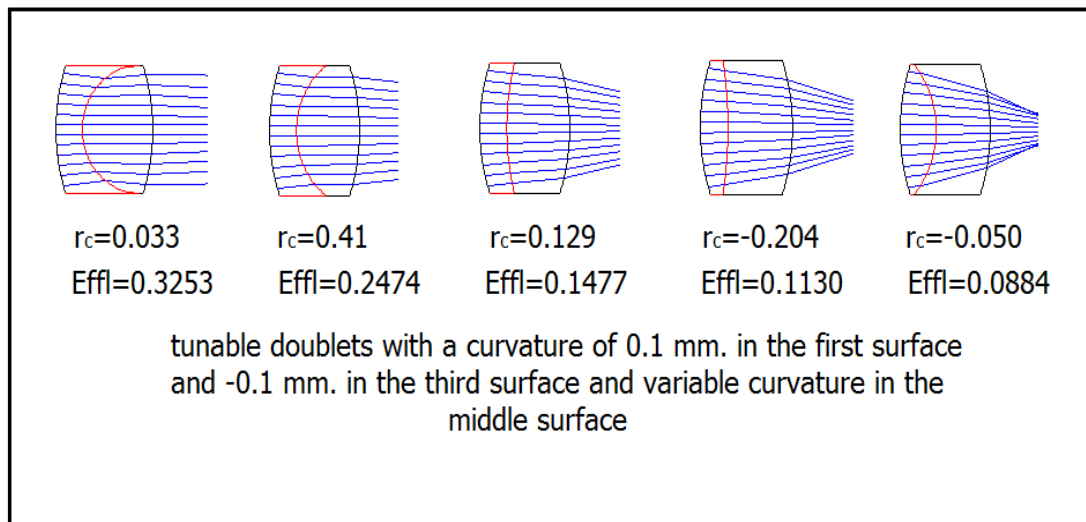 rc=0.033 rc=0.41 rc=0.129 rc=-0.204 rc=-0.050
Effl=0.3253 Effl=0.2474 Effl=0.1477 Effl=0.1130 Effl=0.0884
tunable doublets with a curvature of 0.1 mm. in the first surface
and -0.1 mm. in the third surface and variable curvature in the
middle surface